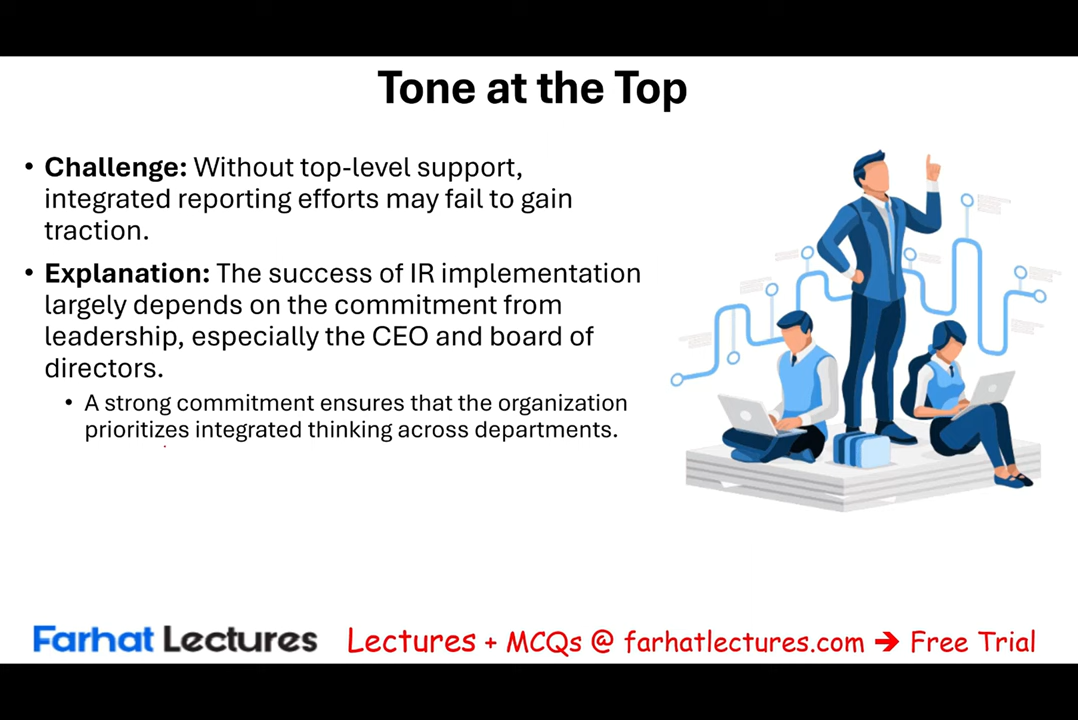 Tone at the Top
• Challenge: Without top-level support,
integrated reporting efforts may fail to gain
traction.
• Explanation: The success of IR implementation
largely depends on the commitment from
leadership, especially the CEO and board of
directors.
• A strong commitment ensures that the organization
prioritizes integrated thinking across departments.
Farhat Lectures Lectures + MCQs @ farhatlectures.com → Free Trial